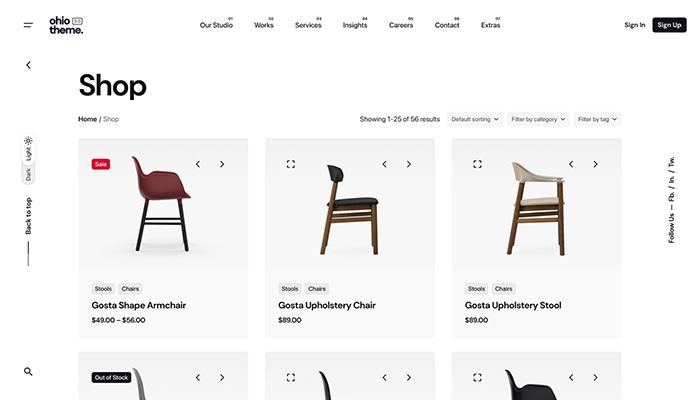 ohio 3.0
theme.
01 02 03 04 05 06 07
Our Studio Works Services Insights Careers Contact Extras
Sign In Sign Up
Shop
Home / Shop
Showing 1-25 of 56 results
Default sorting
Filter by category
Filter by tag
Dark Light
Back to top
Follow Us — Fb. / In. / Tw.
Sale
Stools Chairs
Gosta Shape Armchair
$49.00 – $56.00
Stools Chairs
Gosta Upholstery Chair
$89.00
Stools Chairs
Gosta Upholstery Stool
$89.00
Out of Stock